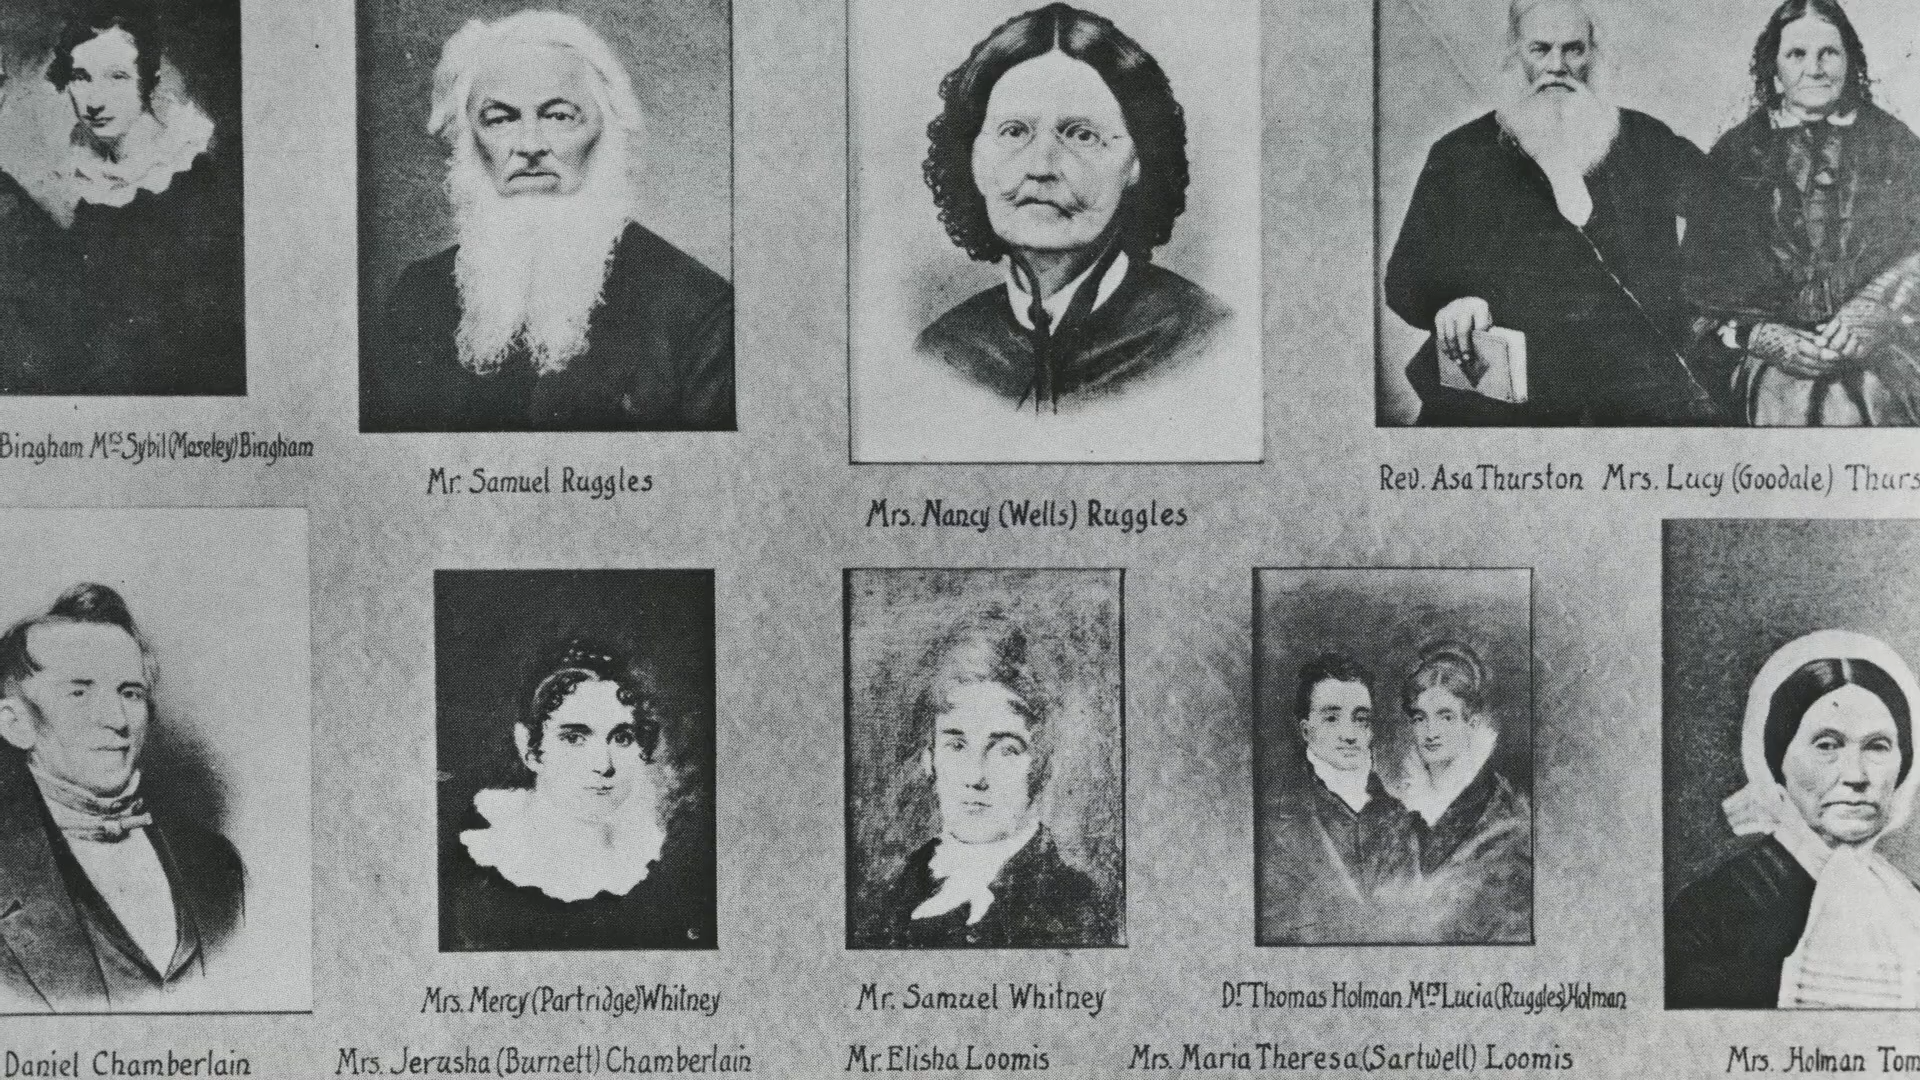 Bingham Mrs Sybil (Moseley) Bingham
Mr. Samuel Ruggles
Mrs. Nancy (Wells) Ruggles
Rev. Asa Thurston Mrs. Lucy (Goodale) Thurs
Mrs. Mercy (Partridge) Whitney
Mr. Samuel Whitney
Dr Thomas Holman Mrs Lucia (Ruggles) Holman
Daniel Chamberlain
Mrs. Jerusha (Burnett) Chamberlain
Mr. Elisha Loomis
Mrs. Maria Theresa (Sartwell) Loomis
Mrs. Holman Tom